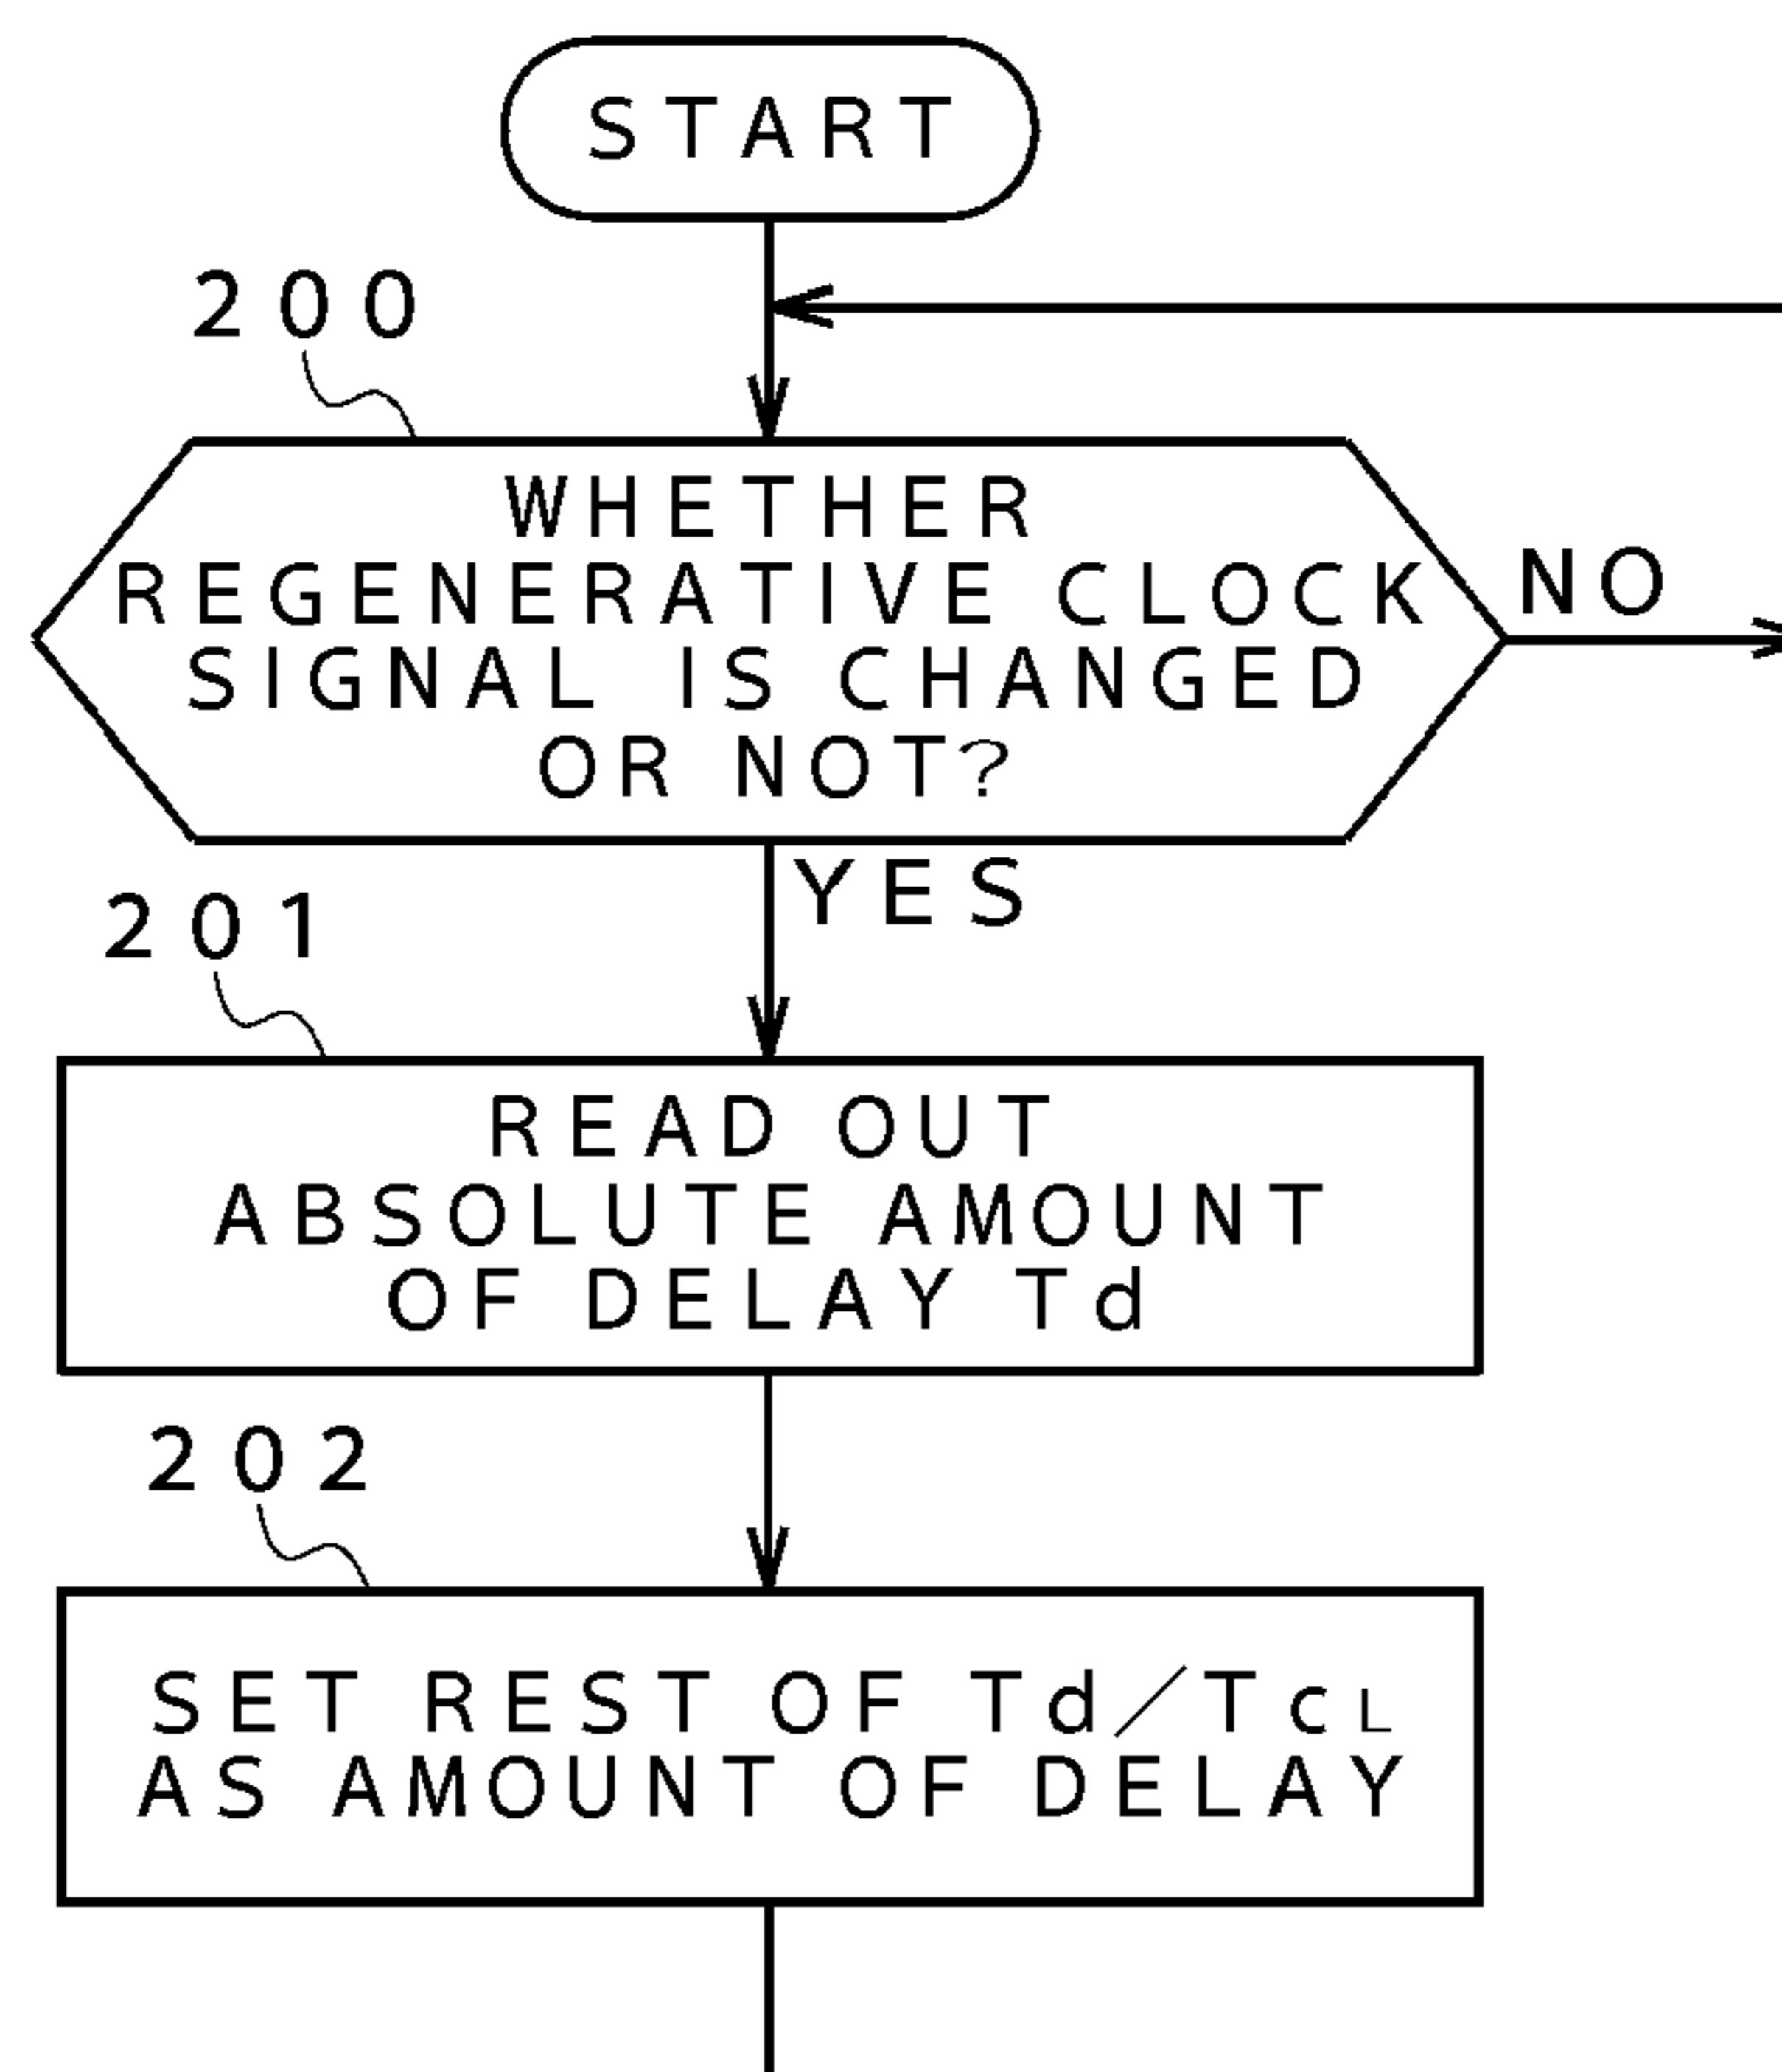 START
200
WHETHER
REGENERATIVE CLOCK
SIGNAL IS CHANGED
OR NOT?
NO
YES
201
READ OUT
ABSOLUTE AMOUNT
OF DELAY Td
202
SET REST OF Td/TCL
AS AMOUNT OF DELAY